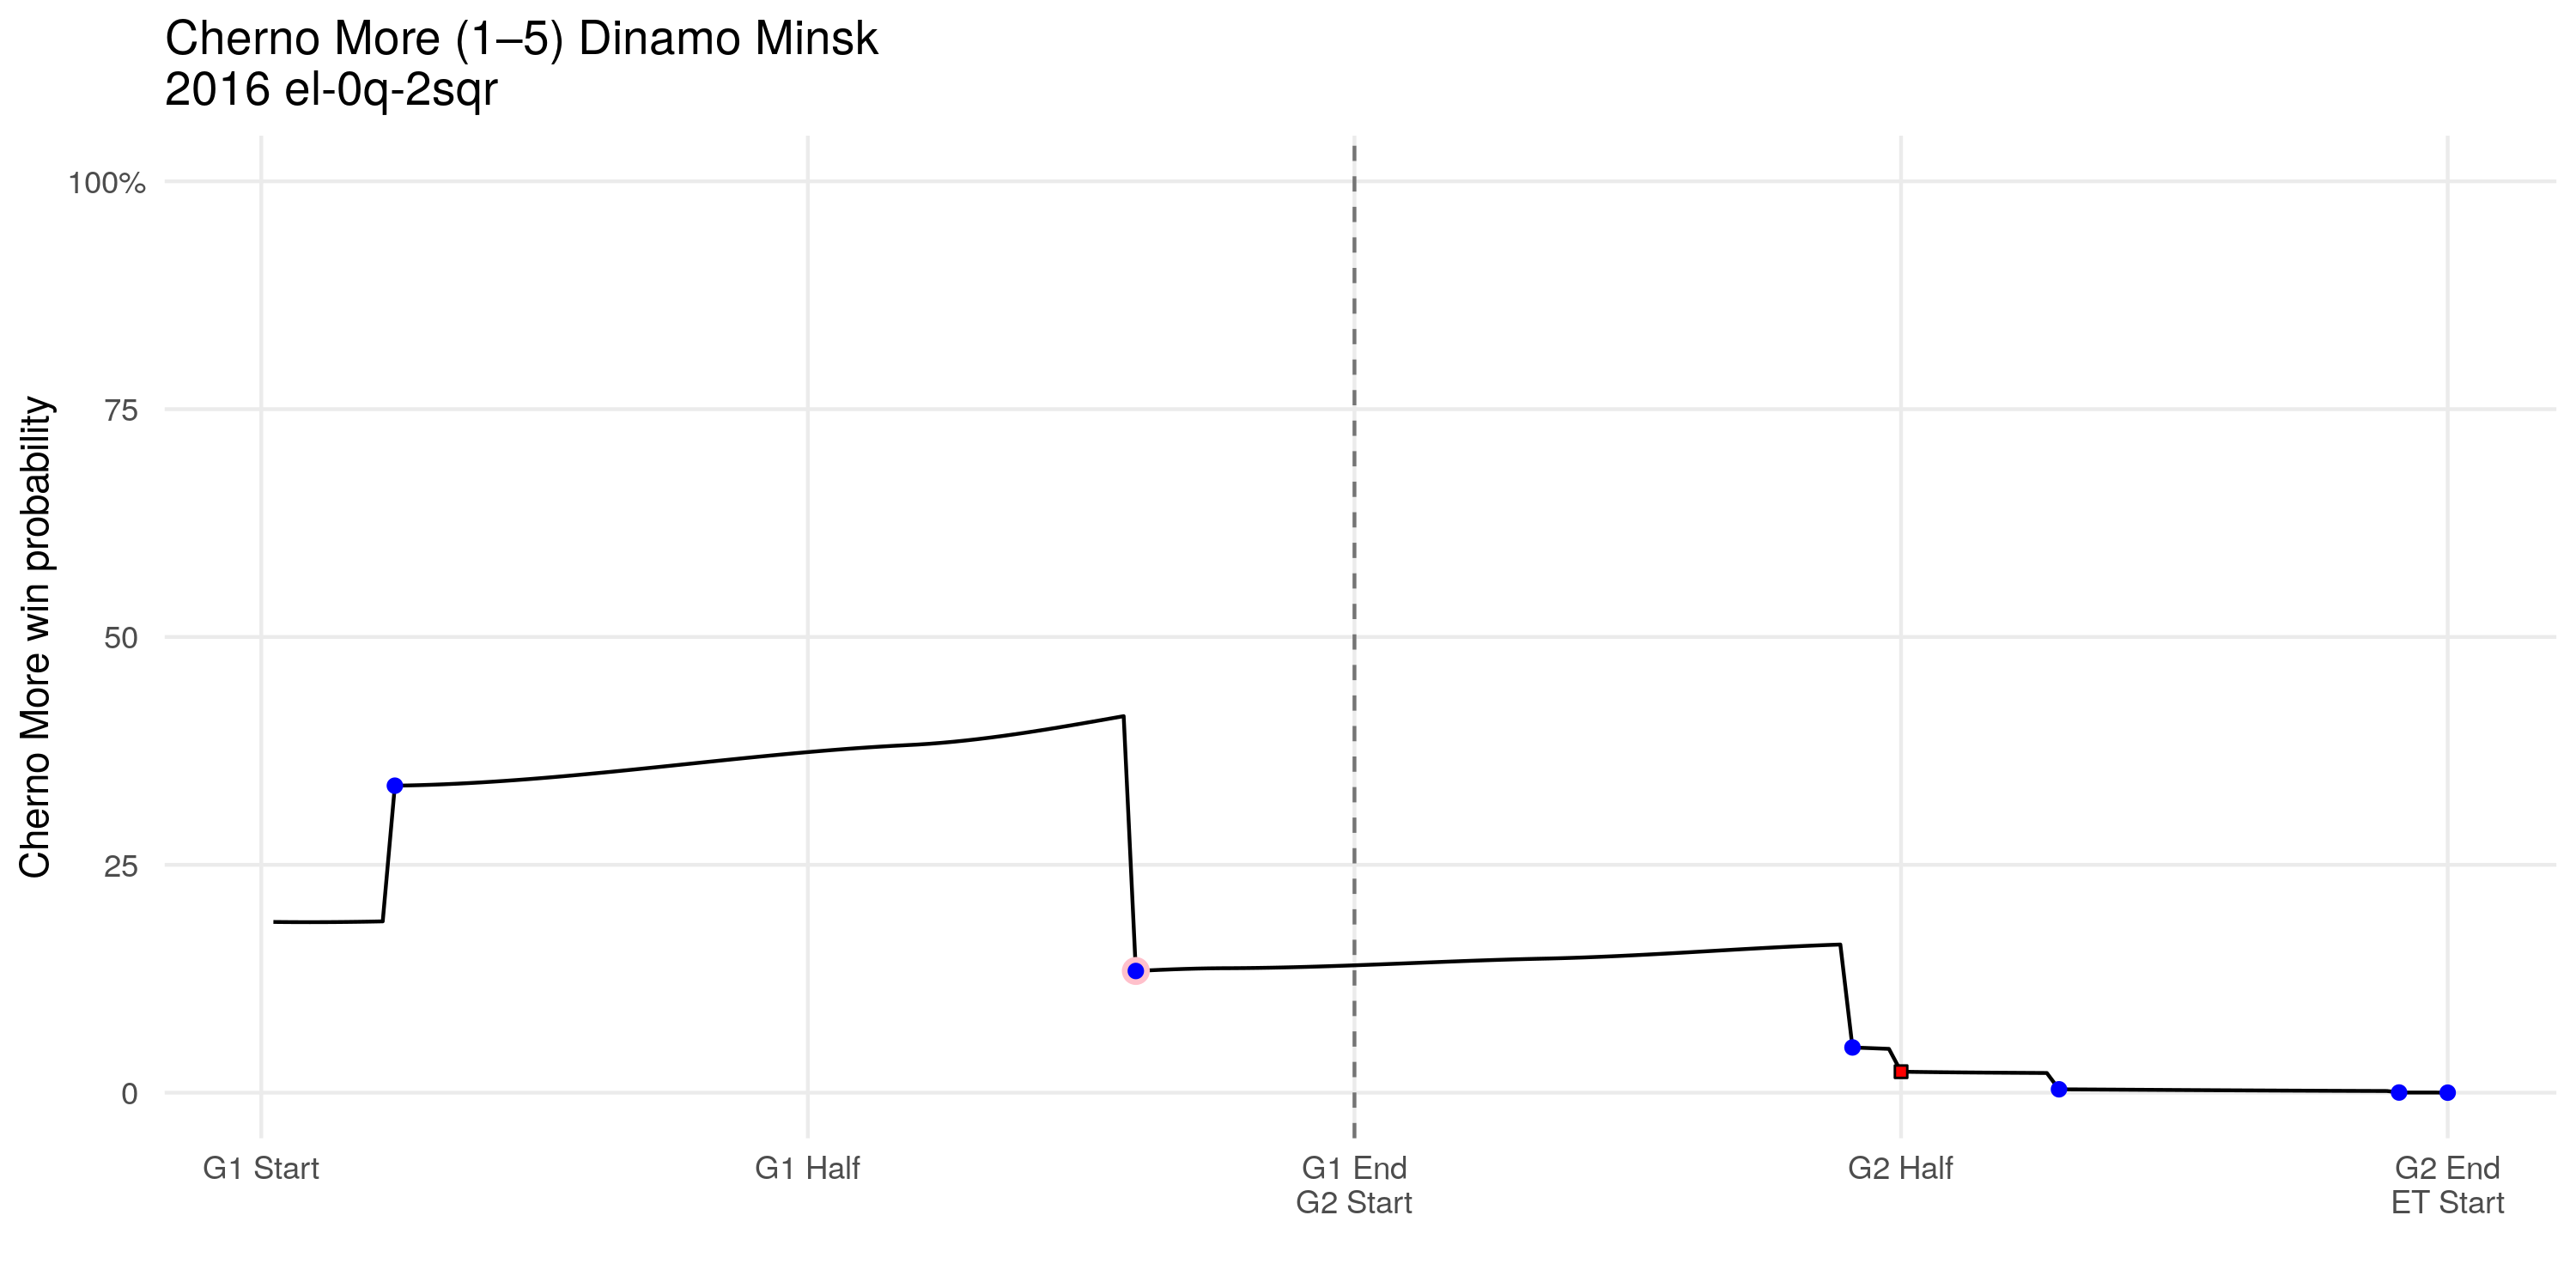 Cherno More (1–5) Dinamo Minsk
2016 el-0q-2sqr
Cherno More win probability
100%
75
50
25
0
G1 Start
G1 Half
G1 End
G2 Start
G2 Half
G2 End
ET Start